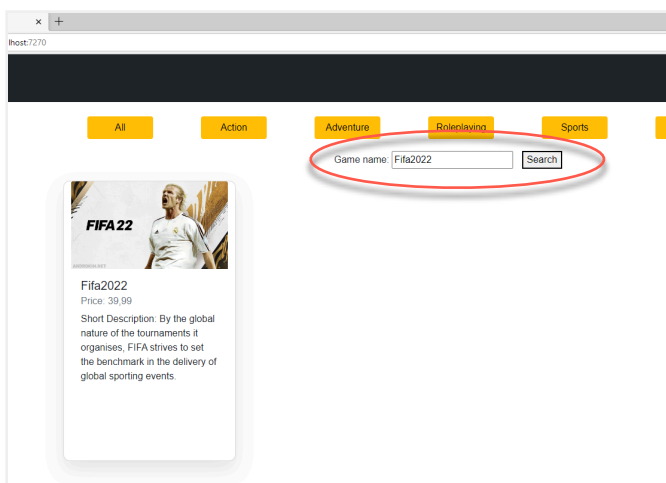 lhost:7270
All Action Adventure Roleplaying Sports
Game name: Fifa2022 Search
FIFA 22
Fifa2022
Price: 39,99
Short Description: By the global
nature of the tournaments it
organises, FIFA strives to set
the benchmark in the delivery of
global sporting events.